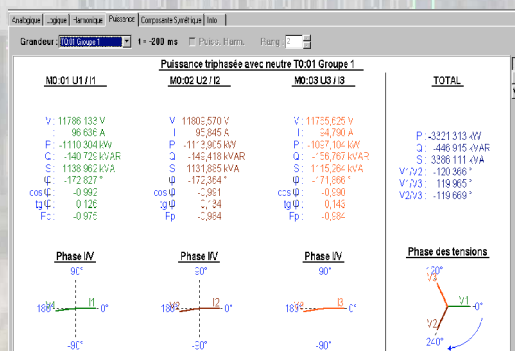 Analogique Logique Harmonique Puissance Composante Symétrique Info
Grandeur: T0:01 Groupe 1 t = -200 ms Puiss. Harm. Rang : 2
Puissance triphasée avec neutre T0:01 Groupe 1
M0:01 U1 / I1 M0:02 U2 / I2 M0:03 U3 / I3 TOTAL
V : 11786,133 V V 11809,570 V V : 11755,625 V
: 96,636 A I 95,845 A I : 94,790 A
P : -1110,304 kW P -1113,905 kW P -1097,104 kW P : -3321,313 kW
Q : -140,729 kVAR Q -149,418 kVAR Q : -156,767 kVAR Q : -446,915 kVAR
S : 1138,962 kVA S 1131,885 kVA S : 1115,264 kVA S : 3386,111 kVA
φ : -172,827 ° φ -172,364 ° φ : -171,866 ° V1/V2 : -120,366 °
cos φ : -0,992 cos φ -0,991 cos φ : -0,990 V1/V3 : 119,965 °
tg φ : 0,126 tg φ 0,134 tg φ : 0,143 V2/V3 : -119,669 °
Fp : -0,975 Fp -0,984 Fp : -0,984
Phase I/V Phase I/V Phase I/V Phase des tensions
90° 90° 90° 120°
V3
I1 0° I2 0° I3 0° V1 0°
V2
-90° -90° -90° 240°